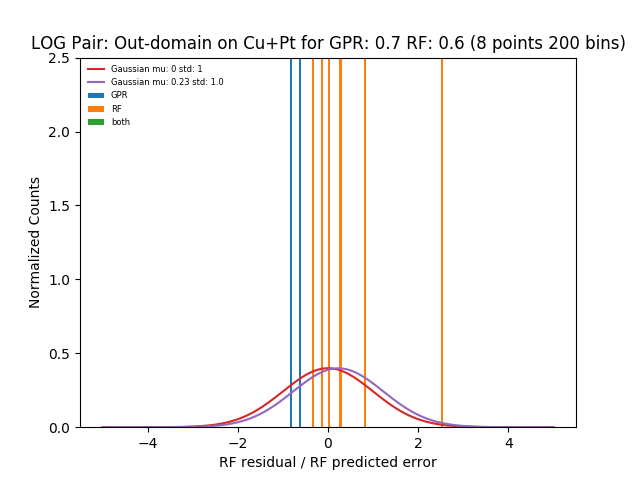 LOG Pair: Out-domain on Cu+Pt for GPR: 0.7 RF: 0.6 (8 points 200 bins)
Gaussian mu: 0 std: 1
Gaussian mu: 0.23 std: 1.0
GPR
RF
both
Normalized Counts
2.5
2.0
1.5
1.0
0.5
0.0
−4 −2 0 2 4
RF residual / RF predicted error